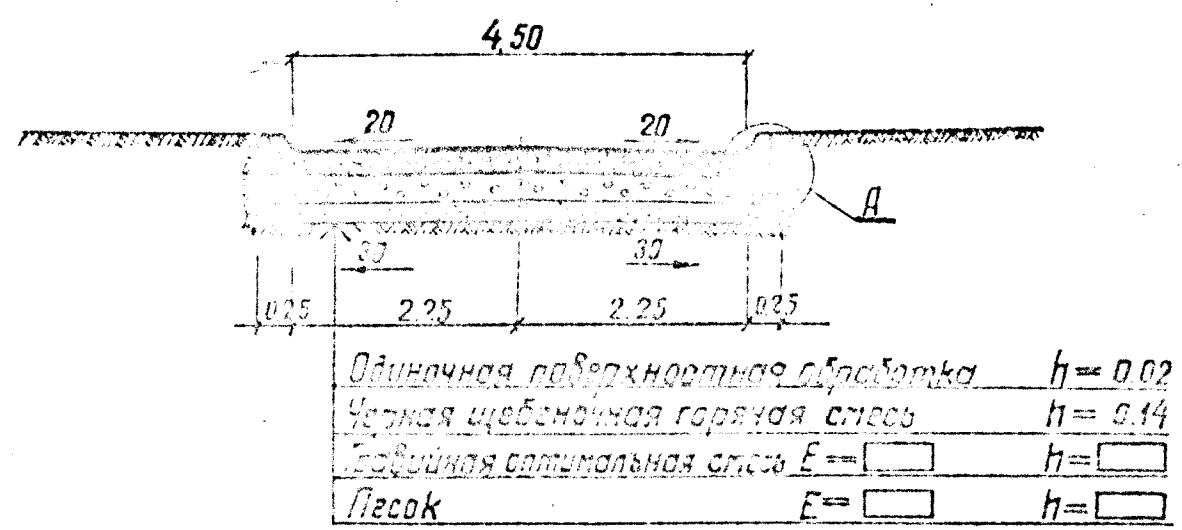 4,50
20 20
А
30 30
0.25 2.25 2.25 0.25
Одиночная поверхностная обработка h = 0.02
Черная щебеночная горячая смесь h = 0.14
Гравийная оптимальная смесь E = h =
Песок E = h =